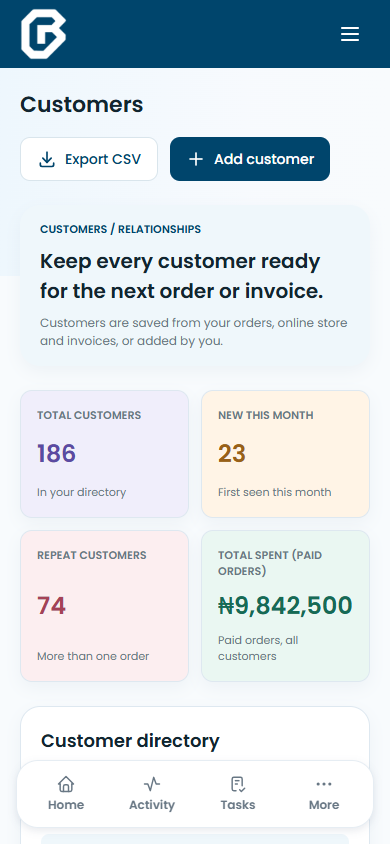 Customers
Export CSV
Add customer
CUSTOMERS / RELATIONSHIPS
Keep every customer ready
for the next order or invoice.
Customers are saved from your orders, online store
and invoices, or added by you.
TOTAL CUSTOMERS
186
In your directory
NEW THIS MONTH
23
First seen this month
REPEAT CUSTOMERS
74
More than one order
TOTAL SPENT (PAID
ORDERS)
₦9,842,500
Paid orders, all
customers
Customer directory
Home
Activity
Tasks
More